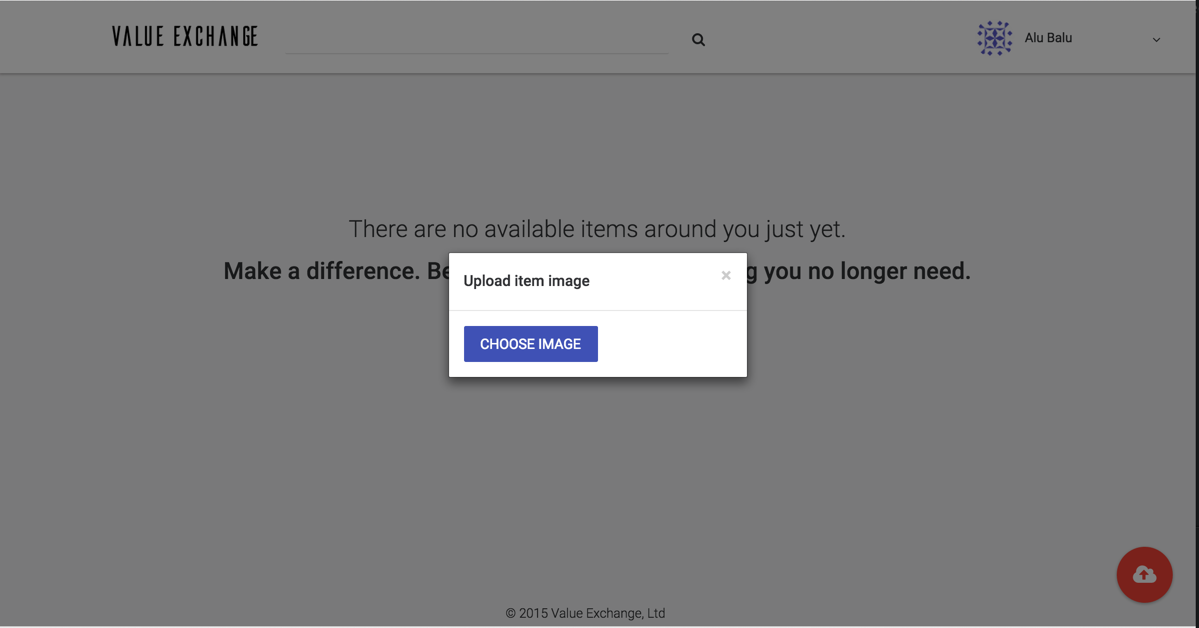 VALUE EXCHANGE
Alu Balu
There are no available items around you just yet.
Make a difference. Be
g you no longer need.
Upload item image
×
CHOOSE IMAGE
© 2015 Value Exchange, Ltd